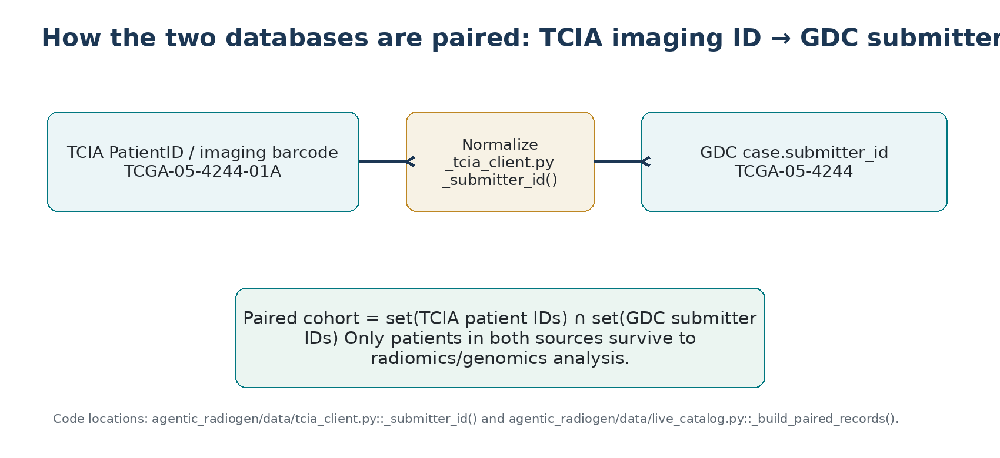 How the two databases are paired: TCIA imaging ID → GDC submitter
TCIA PatientID / imaging barcode
TCGA-05-4244-01A
Normalize
_tcia_client.py
_submitter_id()
GDC case.submitter_id
TCGA-05-4244
Paired cohort = set(TCIA patient IDs) ∩ set(GDC submitter
IDs) Only patients in both sources survive to
radiomics/genomics analysis.
Code locations: agentic_radiogen/data/tcia_client.py::_submitter_id() and agentic_radiogen/data/live_catalog.py::_build_paired_records().